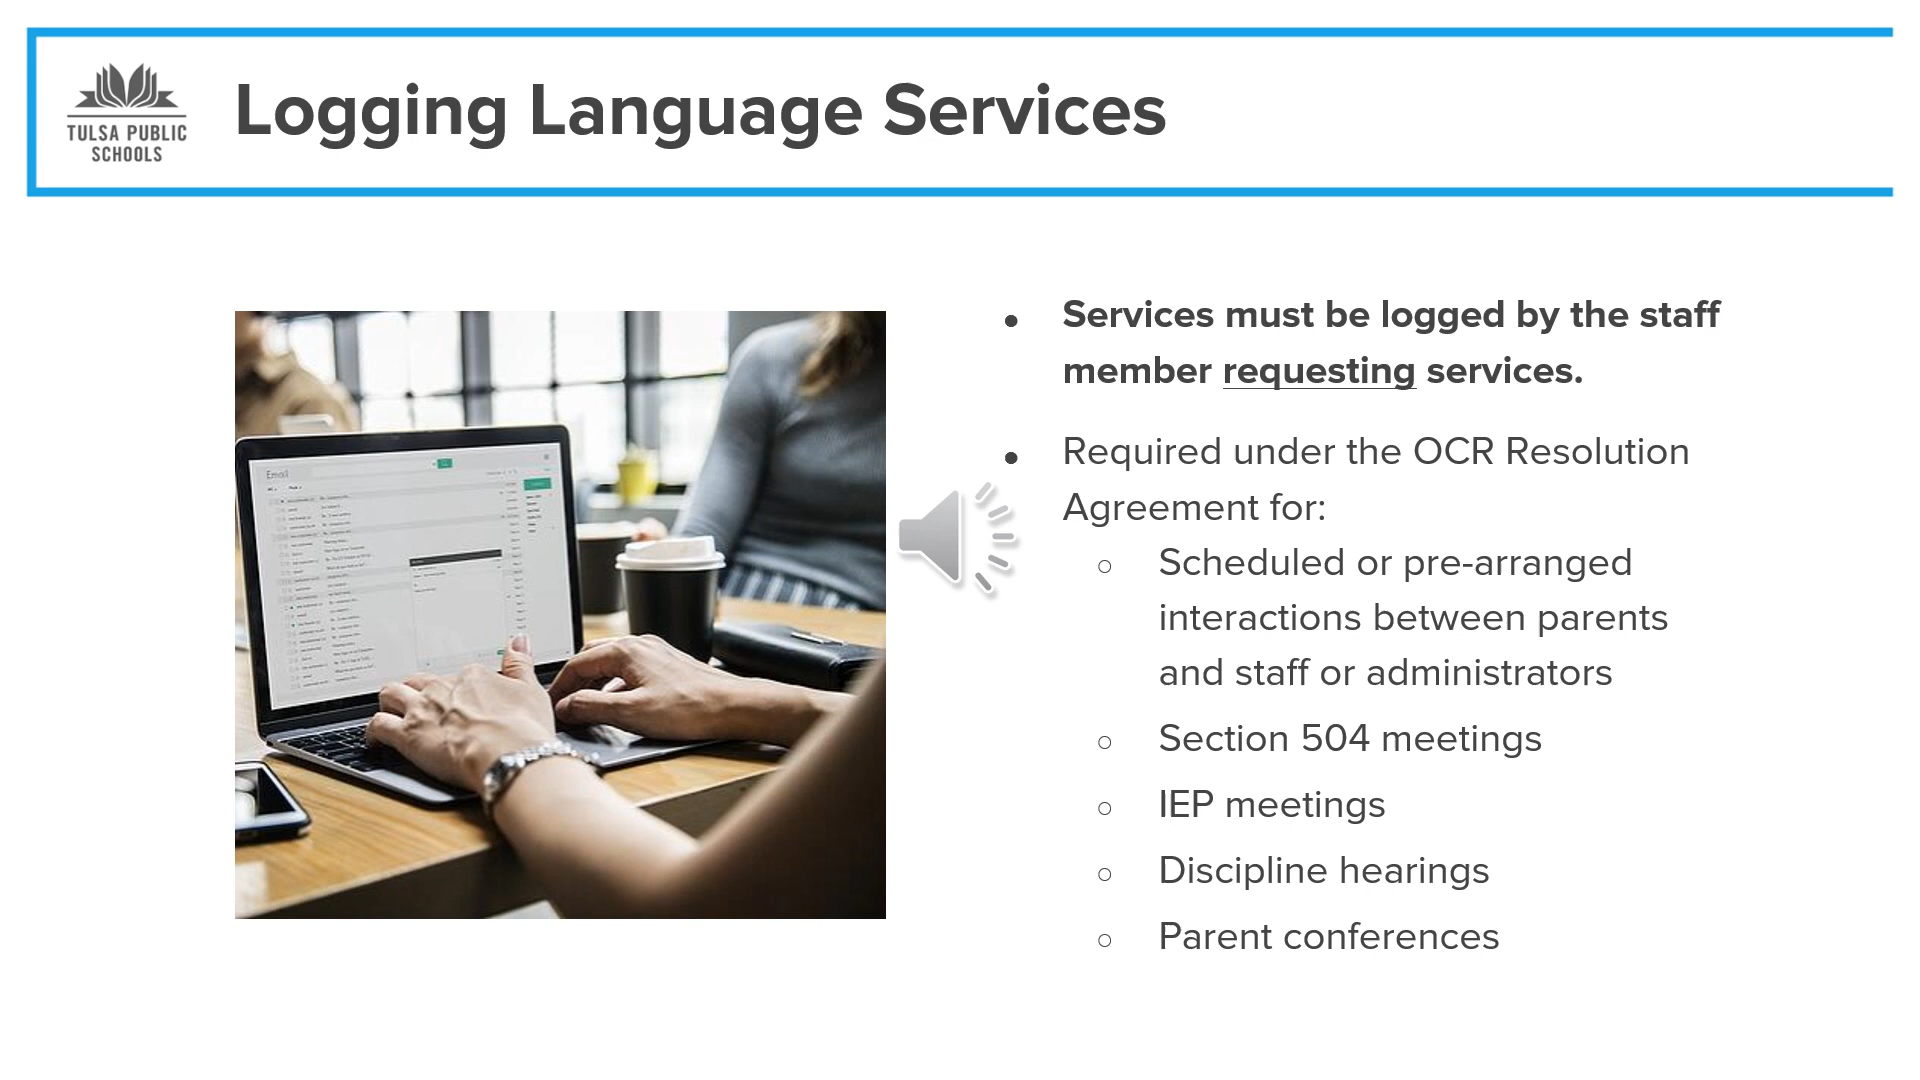 TULSA PUBLIC
SCHOOLS
Logging Language Services
Email
● Services must be logged by the staff
member requesting services.
● Required under the OCR Resolution
Agreement for:
○ Scheduled or pre-arranged
interactions between parents
and staff or administrators
○ Section 504 meetings
○ IEP meetings
○ Discipline hearings
○ Parent conferences